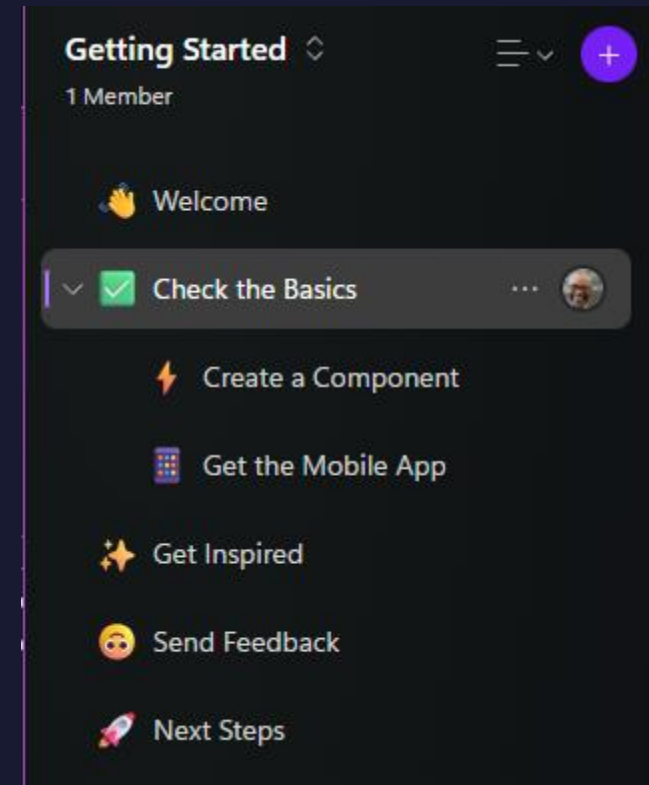 Getting Started
1 Member
Welcome
Check the Basics
Create a Component
Get the Mobile App
Get Inspired
Send Feedback
Next Steps